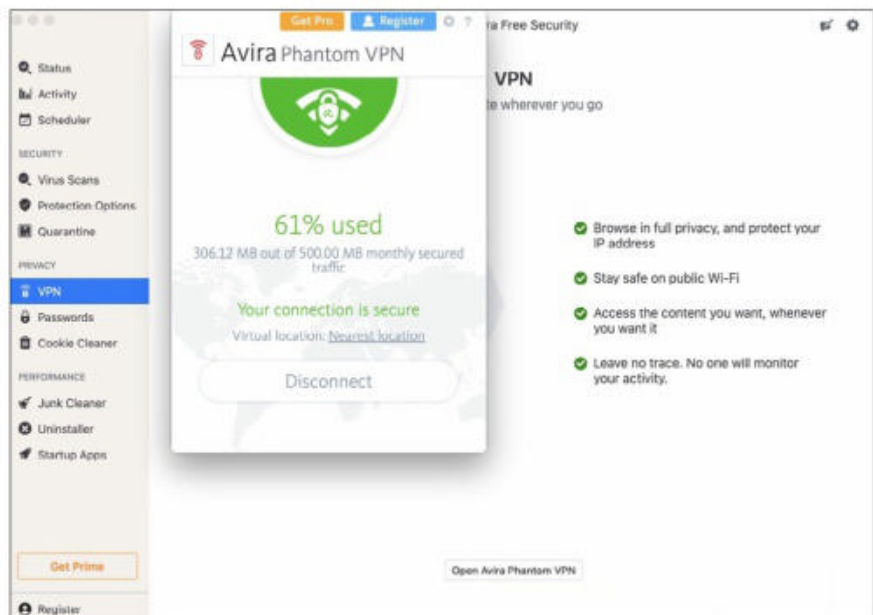 Get Pro
Register
?
ra Free Security
Avira Phantom VPN
VPN
te wherever you go
Status
Activity
Scheduler
SECURITY
Virus Scans
Protection Options
Quarantine
PRIVACY
VPN
Passwords
Cookie Cleaner
PERFORMANCE
Junk Cleaner
Uninstaller
Startup Apps
Get Prime
Register
61% used
306.12 MB out of 500.00 MB monthly secured
traffic
Your connection is secure
Virtual location: Nearest location
Disconnect
Browse in full privacy, and protect your
IP address
Stay safe on public Wi-Fi
Access the content you want, whenever
you want it
Leave no trace. No one will monitor
your activity.
Open Avira Phantom VPN